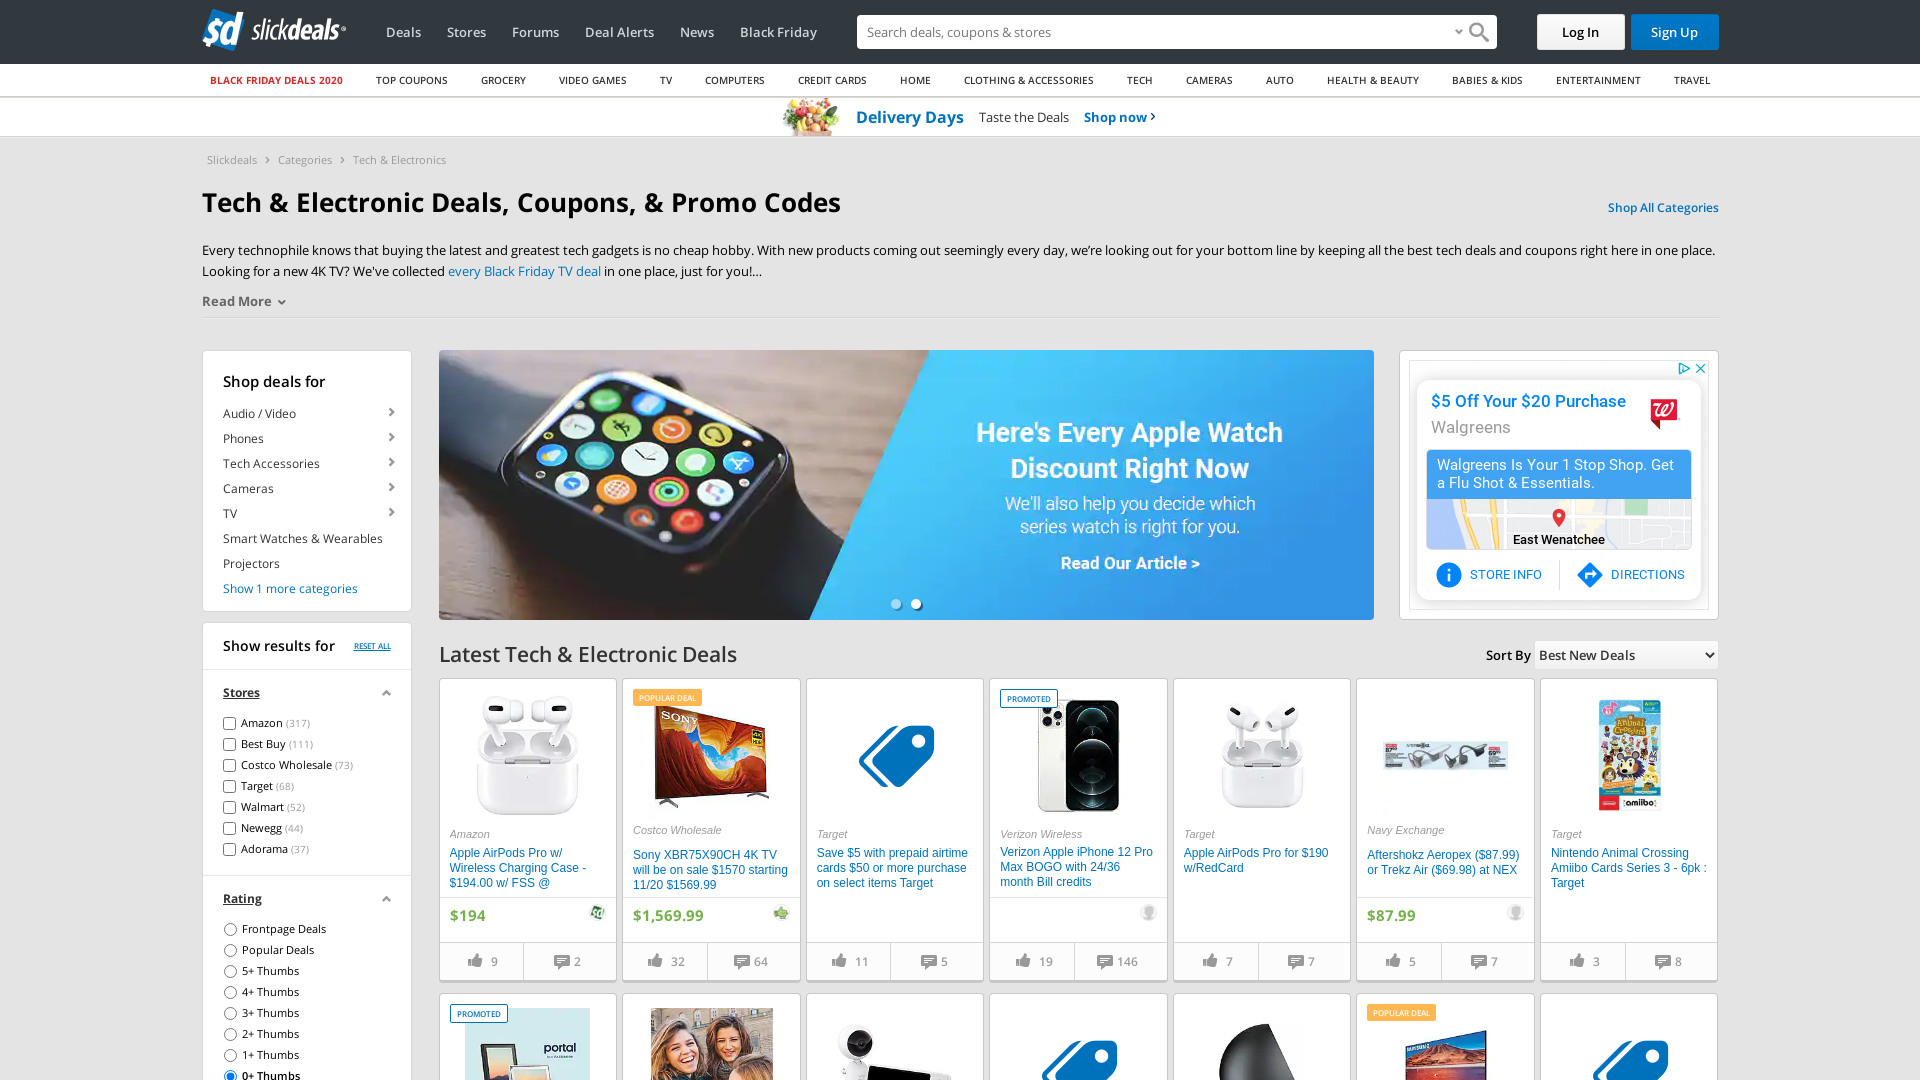 slickdeals
Deals
Stores
Forums
Deal Alerts
News
Black Friday
Search deals, coupons & stores
Log In
Sign Up
BLACK FRIDAY DEALS 2020
TOP COUPONS
GROCERY
VIDEO GAMES
TV
COMPUTERS
CREDIT CARDS
HOME
CLOTHING & ACCESSORIES
TECH
CAMERAS
AUTO
HEALTH & BEAUTY
BABIES & KIDS
ENTERTAINMENT
TRAVEL
Delivery Days Taste the Deals Shop now
Slickdeals
Categories
Tech & Electronics
Tech & Electronic Deals, Coupons, & Promo Codes
Shop All Categories
Every technophile knows that buying the latest and greatest tech gadgets is no cheap hobby. With new products coming out seemingly every day, we’re looking out for your bottom line by keeping all the best tech deals and coupons right here in one place.
Looking for a new 4K TV? We've collected every Black Friday TV deal in one place, just for you!…
Read More
Shop deals for
Audio / Video
Phones
Tech Accessories
Cameras
TV
Smart Watches & Wearables
Projectors
Show 1 more categories
Show results for
RESET ALL
Stores
Amazon (317)
Best Buy (111)
Costco Wholesale (73)
Target (68)
Walmart (52)
Newegg (44)
Adorama (37)
Rating
Frontpage Deals
Popular Deals
5+ Thumbs
4+ Thumbs
3+ Thumbs
2+ Thumbs
1+ Thumbs
0+ Thumbs
Here's Every Apple Watch
Discount Right Now
We'll also help you decide which
series watch is right for you.
Read Our Article >
$5 Off Your $20 Purchase
Walgreens
Walgreens Is Your 1 Stop Shop. Get
a Flu Shot & Essentials.
East Wenatchee
STORE INFO
DIRECTIONS
Latest Tech & Electronic Deals
Sort By
Best New Deals
Amazon
Apple AirPods Pro w/
Wireless Charging Case -
$194.00 w/ FSS @
$194
9
2
POPULAR DEAL
SONY
Costco Wholesale
Sony XBR75X90CH 4K TV
will be on sale $1570 starting
11/20 $1569.99
$1,569.99
32
64
Target
Save $5 with prepaid airtime
cards $50 or more purchase
on select items Target
11
5
PROMOTED
Verizon Wireless
Verizon Apple iPhone 12 Pro
Max BOGO with 24/36
month Bill credits
19
146
Target
Apple AirPods Pro for $190
w/RedCard
7
7
Navy Exchange
Aftershokz Aeropex ($87.99)
or Trekz Air ($69.98) at NEX
$87.99
5
7
Animal
Crossing
amiibo
Target
Nintendo Animal Crossing
Amiibo Cards Series 3 - 6pk :
Target
3
8
PROMOTED
portal
POPULAR DEAL